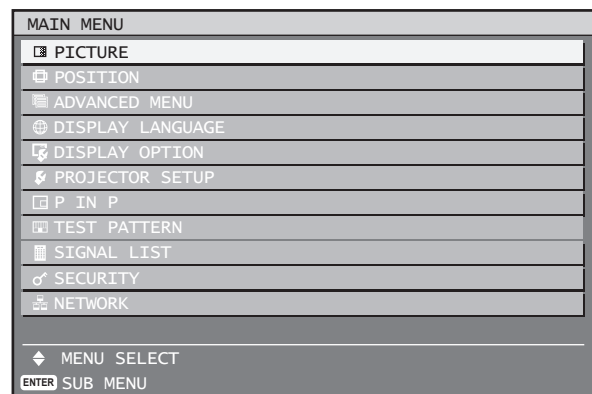 MAIN MENU
PICTURE
POSITION
ADVANCED MENU
DISPLAY LANGUAGE
DISPLAY OPTION
PROJECTOR SETUP
P IN P
TEST PATTERN
SIGNAL LIST
SECURITY
NETWORK
MENU SELECT
ENTER SUB MENU